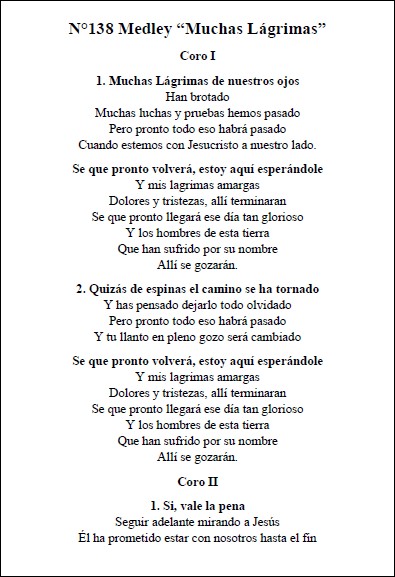 N°138 Medley “Muchas Lágrimas”
Coro I
1. Muchas Lágrimas de nuestros ojos
Han brotado
Muchas luchas y pruebas hemos pasado
Pero pronto todo eso habrá pasado
Cuando estemos con Jesucristo a nuestro lado.
Se que pronto volverá, estoy aquí esperándole
Y mis lagrimas amargas
Dolores y tristezas, allí terminaran
Se que pronto llegará ese día tan glorioso
Y los hombres de esta tierra
Que han sufrido por su nombre
Allí se gozarán.
2. Quizás de espinas el camino se ha tornado
Y has pensado dejarlo todo olvidado
Pero pronto todo eso habrá pasado
Y tu llanto en pleno gozo será cambiado
Se que pronto volverá, estoy aquí esperándole
Y mis lagrimas amargas
Dolores y tristezas, allí terminaran
Se que pronto llegará ese día tan glorioso
Y los hombres de esta tierra
Que han sufrido por su nombre
Allí se gozarán.
Coro II
1. Si, vale la pena
Seguir adelante mirando a Jesús
Él ha prometido estar con nosotros hasta el fin